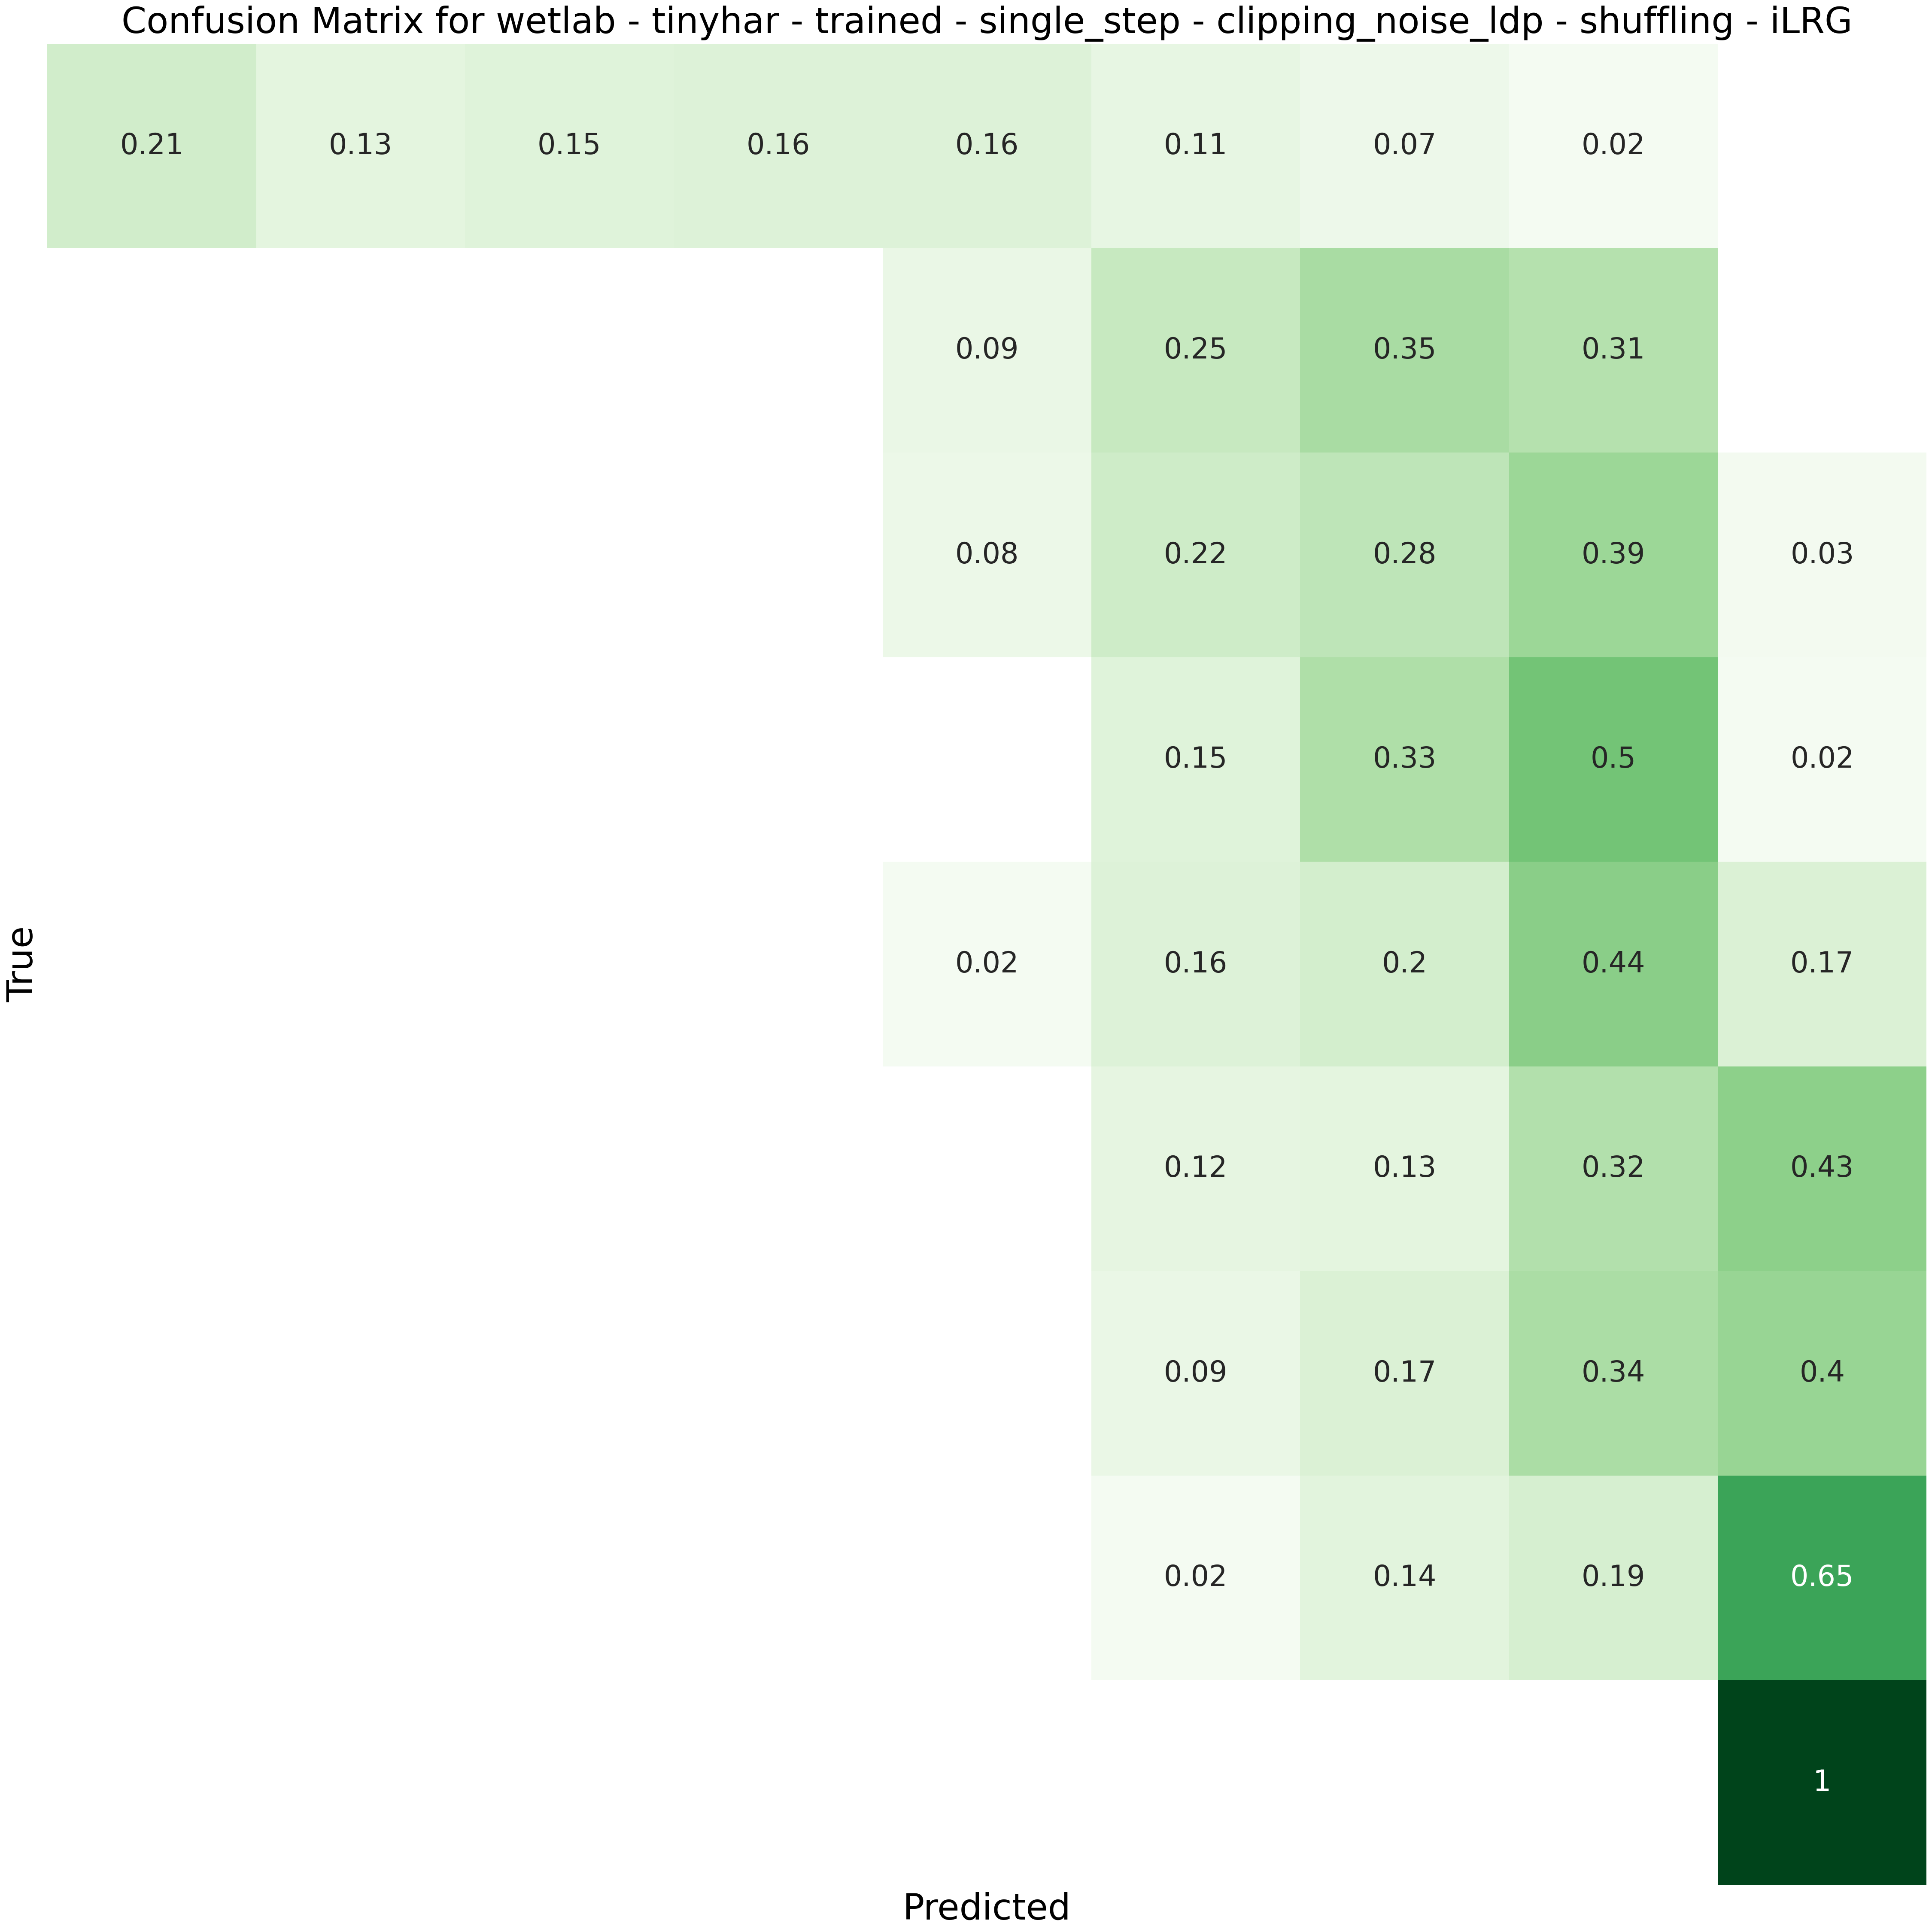 Confusion Matrix for wetlab - tinyhar - trained - single_step - clipping_noise_ldp - shuffling - iLRG
0.21 0.13 0.15 0.16 0.16 0.11 0.07 0.02
0.09 0.25 0.35 0.31
0.08 0.22 0.28 0.39 0.03
0.15 0.33 0.5 0.02
True
0.02 0.16 0.2 0.44 0.17
0.12 0.13 0.32 0.43
0.09 0.17 0.34 0.4
0.02 0.14 0.19 0.65
1
Predicted